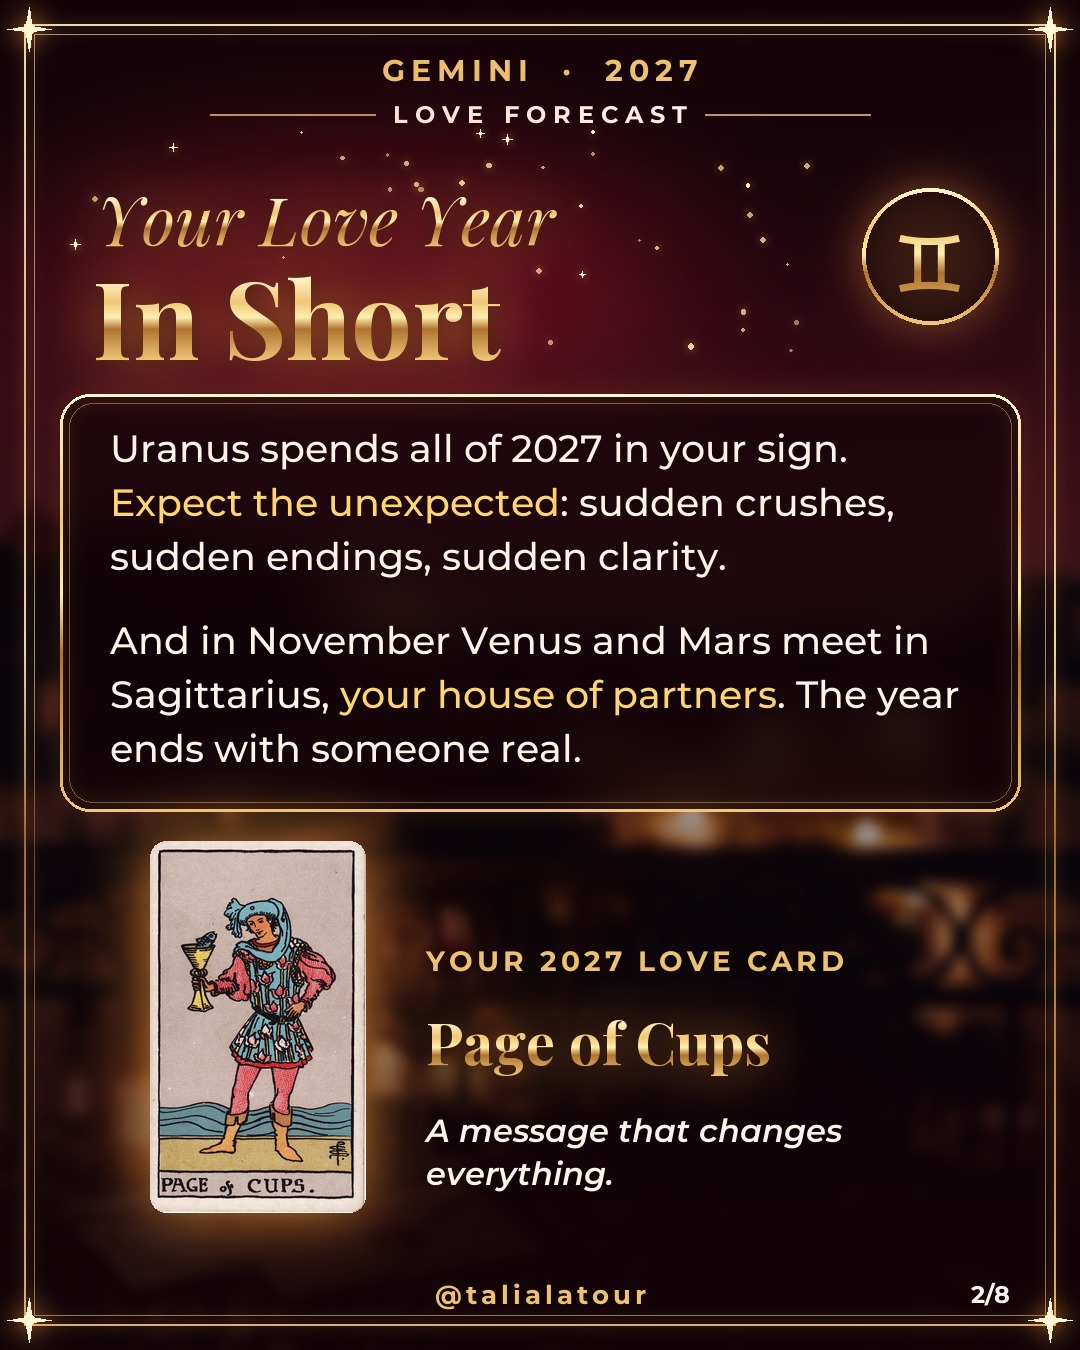 GEMINI · 2027
LOVE FORECAST
Your Love Year
In Short
♊
Uranus spends all of 2027 in your sign.
Expect the unexpected: sudden crushes,
sudden endings, sudden clarity.
And in November Venus and Mars meet in
Sagittarius, your house of partners. The year
ends with someone real.
PAGE of CUPS.
YOUR 2027 LOVE CARD
Page of Cups
A message that changes
everything.
@talialatour
2/8